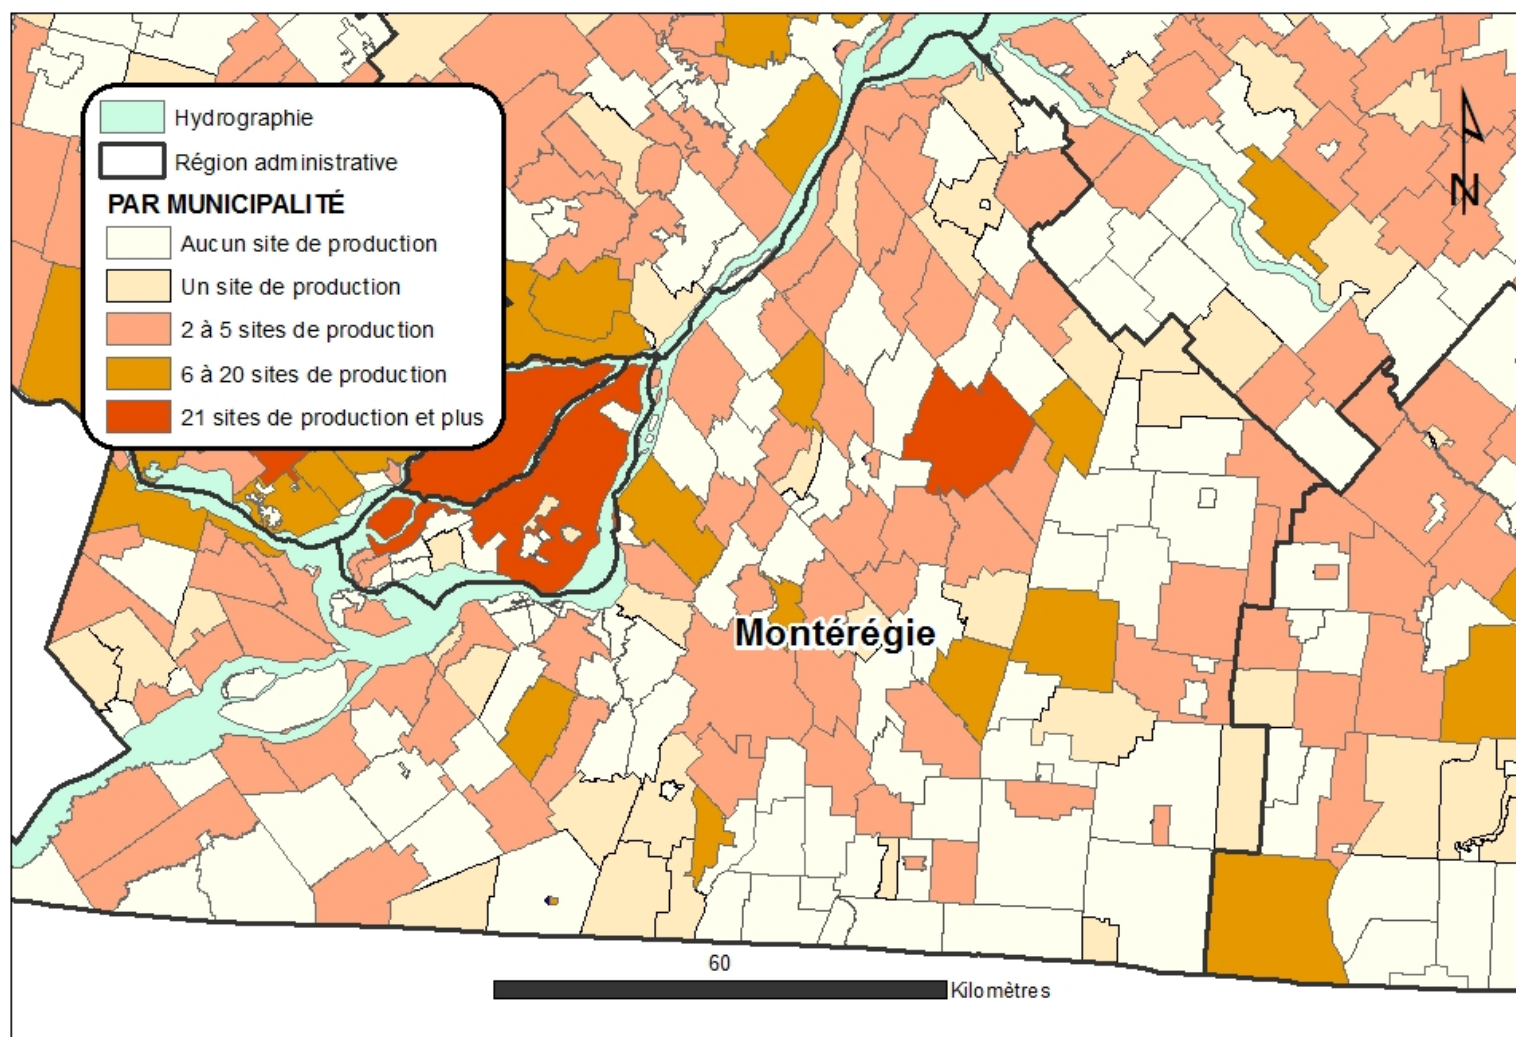 Hydrographie
Région administrative
PAR MUNICIPALITÉ
Aucun site de production
Un site de production
2 à 5 sites de production
6 à 20 sites de production
21 sites de production et plus
N
Montérégie
60
Kilomètres